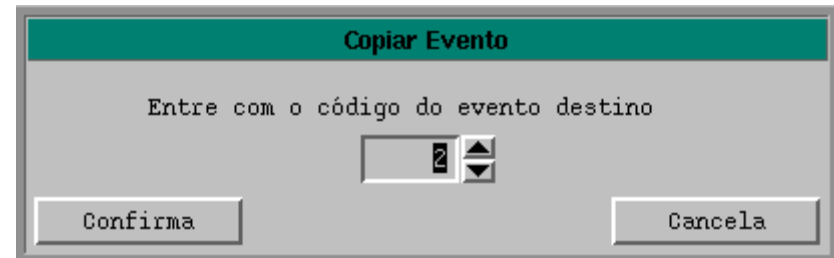 Copiar Evento
Entre com o código do evento destino
2
Confirma
Cancela